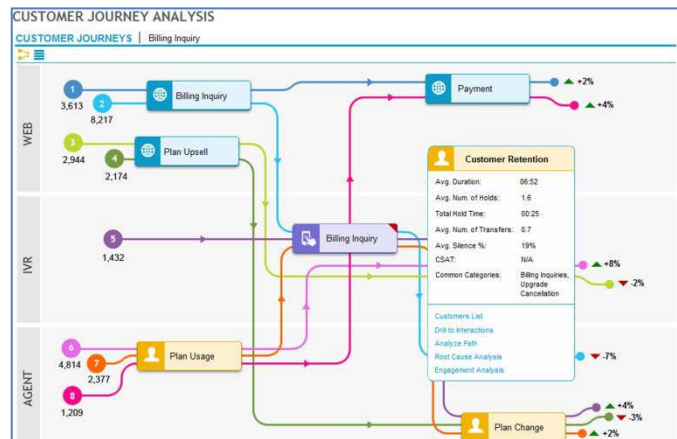 CUSTOMER JOURNEY ANALYSIS
CUSTOMER JOURNEYS | Billing Inquiry
WEB
1
3,613
2
8,217
Billing Inquiry
Payment
+2%
+4%
3
2,944
4
2,174
Plan Upsell
Customer Retention
Avg. Duration: 06:52
Avg. Num. of Holds: 1.6
Total Hold Time: 00:25
Avg. Num. of Transfers: 0.7
Avg. Silence %: 19%
CSAT: N/A
Common Categories: Billing Inquiries,
Upgrade
Cancellation
Customers List
Drill to Interactions
Analyze Path
Root Cause Analysis
Engagement Analysis
IVR
5
1,432
Billing Inquiry
+8%
-2%
AGENT
6
4,814
7
2,377
8
1,209
Plan Usage
-7%
Plan Change
+4%
-3%
+2%